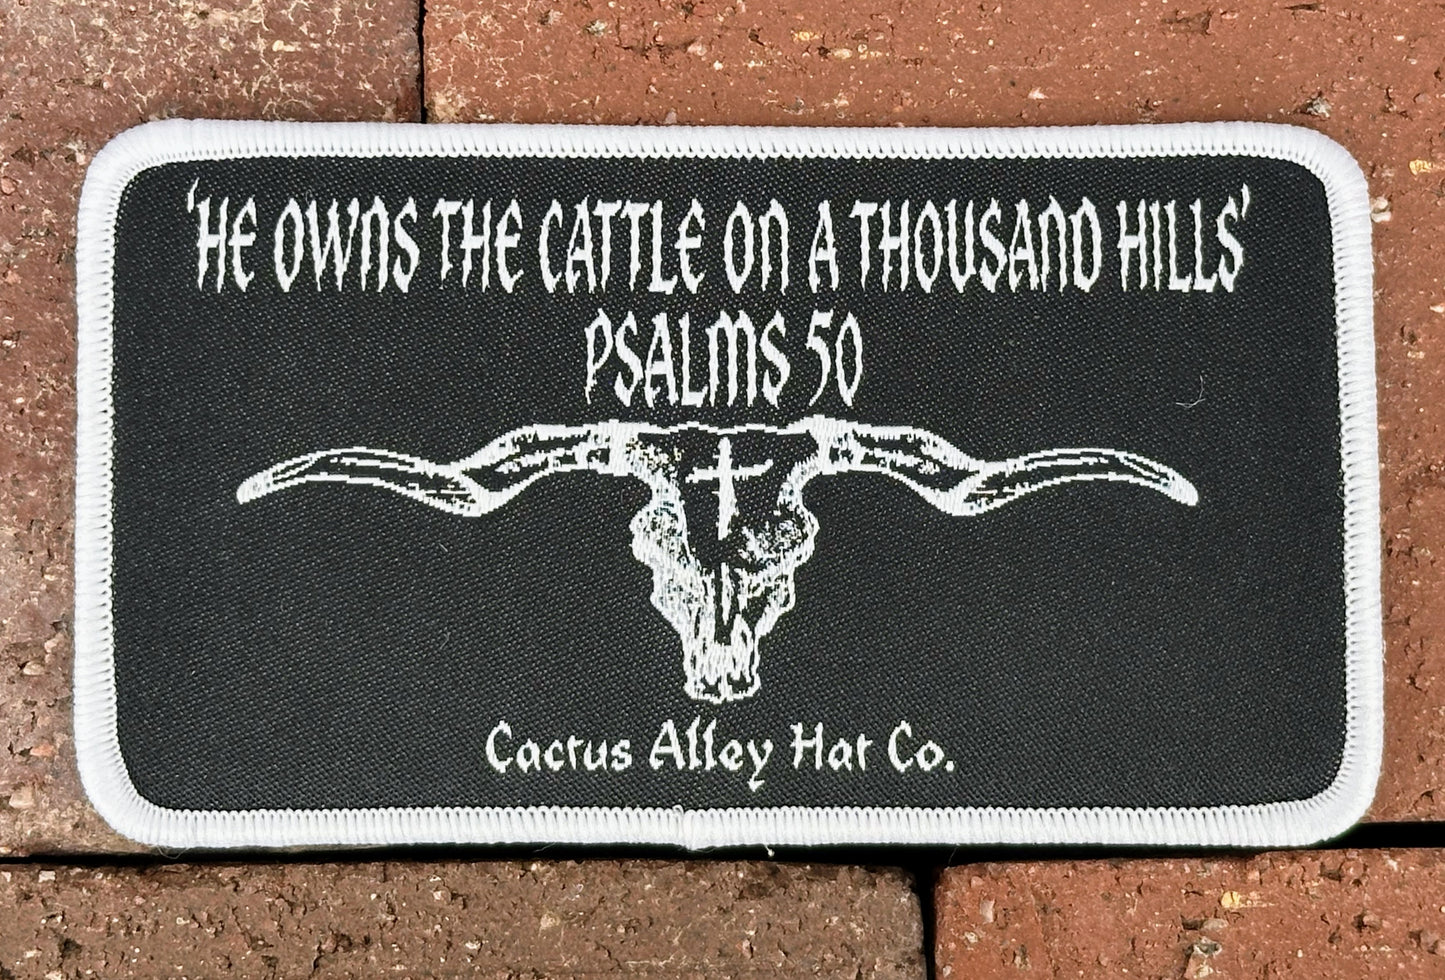 'HE OWNS THE CATTLE ON A THOUSAND HILLS'
PSALMS 50
Cactus Alley Hat Co.